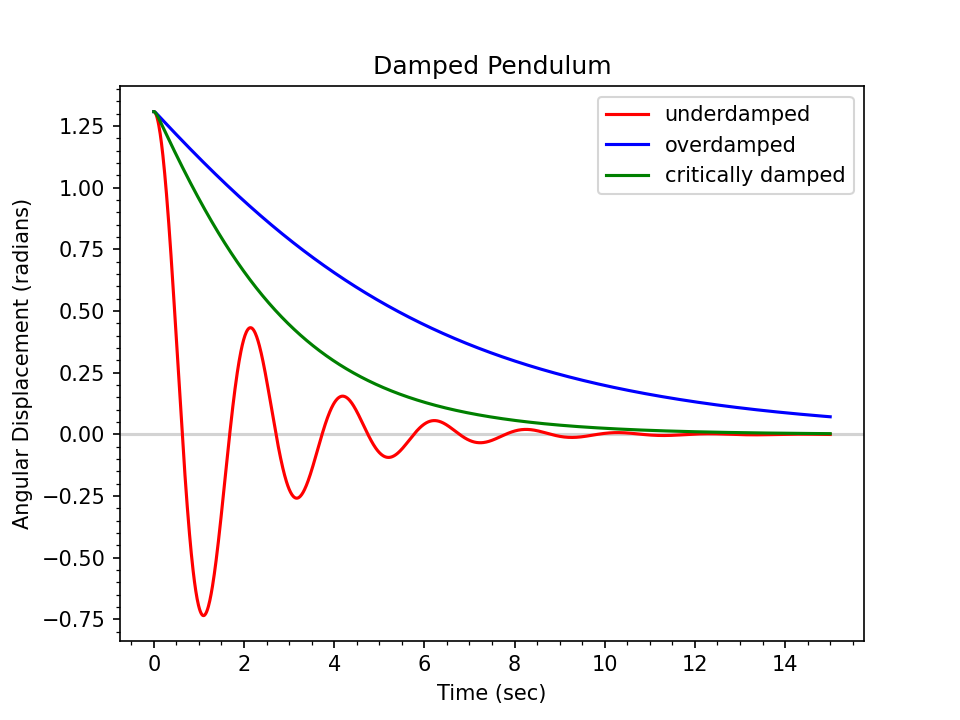 Damped Pendulum
underdamped
overdamped
critically damped
Angular Displacement (radians)
1.25
1.00
0.75
0.50
0.25
0.00
−0.25
−0.50
−0.75
0 2 4 6 8 10 12 14
Time (sec)